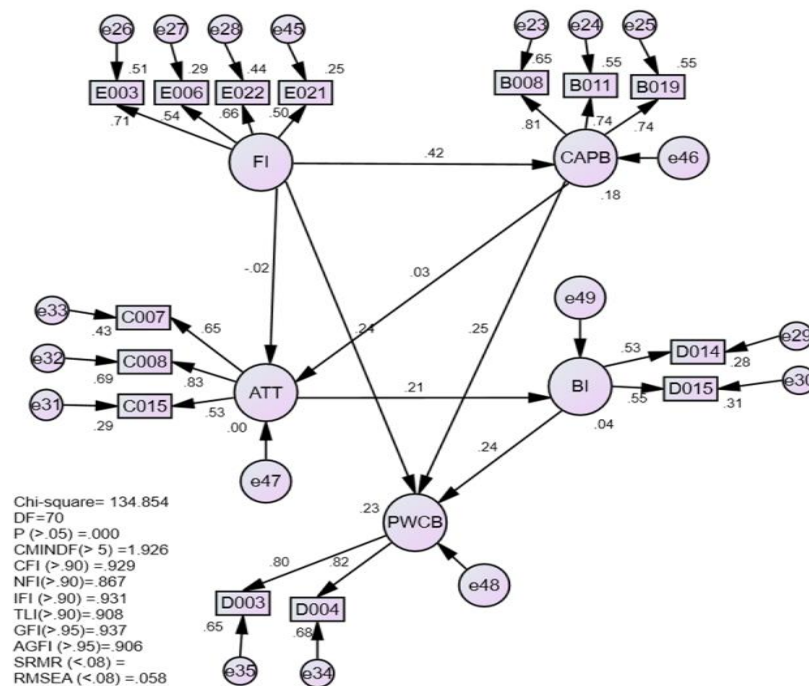 e26 e27 e28 e45 e23 e24 e25
.51 .29 .44 .25 .65 .55 .55
E003 E006 E022 E021 B008 B011 B019
.71 .54 .66 .50 .81 .74 .74
FI .42 CAPB e46
.18
-.02 .03
e49
e33 C007 .24 .25 e29
.43 .65 .53 D014
e32 C008 .28
.69 .83 ATT .21 BI D015 e30
e31 C015 .53 .55 .31
.29 .00 .04
.24
e47
Chi-square= 134.854 .23 PWCB
DF=70
P (>.05) =.000
CMINDF(> 5) =1.926 .80 .82
CFI (>.90) =.929 e48
NFI(>.90)=.867
IFI (>.90) =.931 D003 D004
TLI(>.90)=.908 .65 .68
GFI(>.95)=.937
AGFI (>.95)=.906
SRMR (<.08) = e35 e34
RMSEA (<.08) =.058